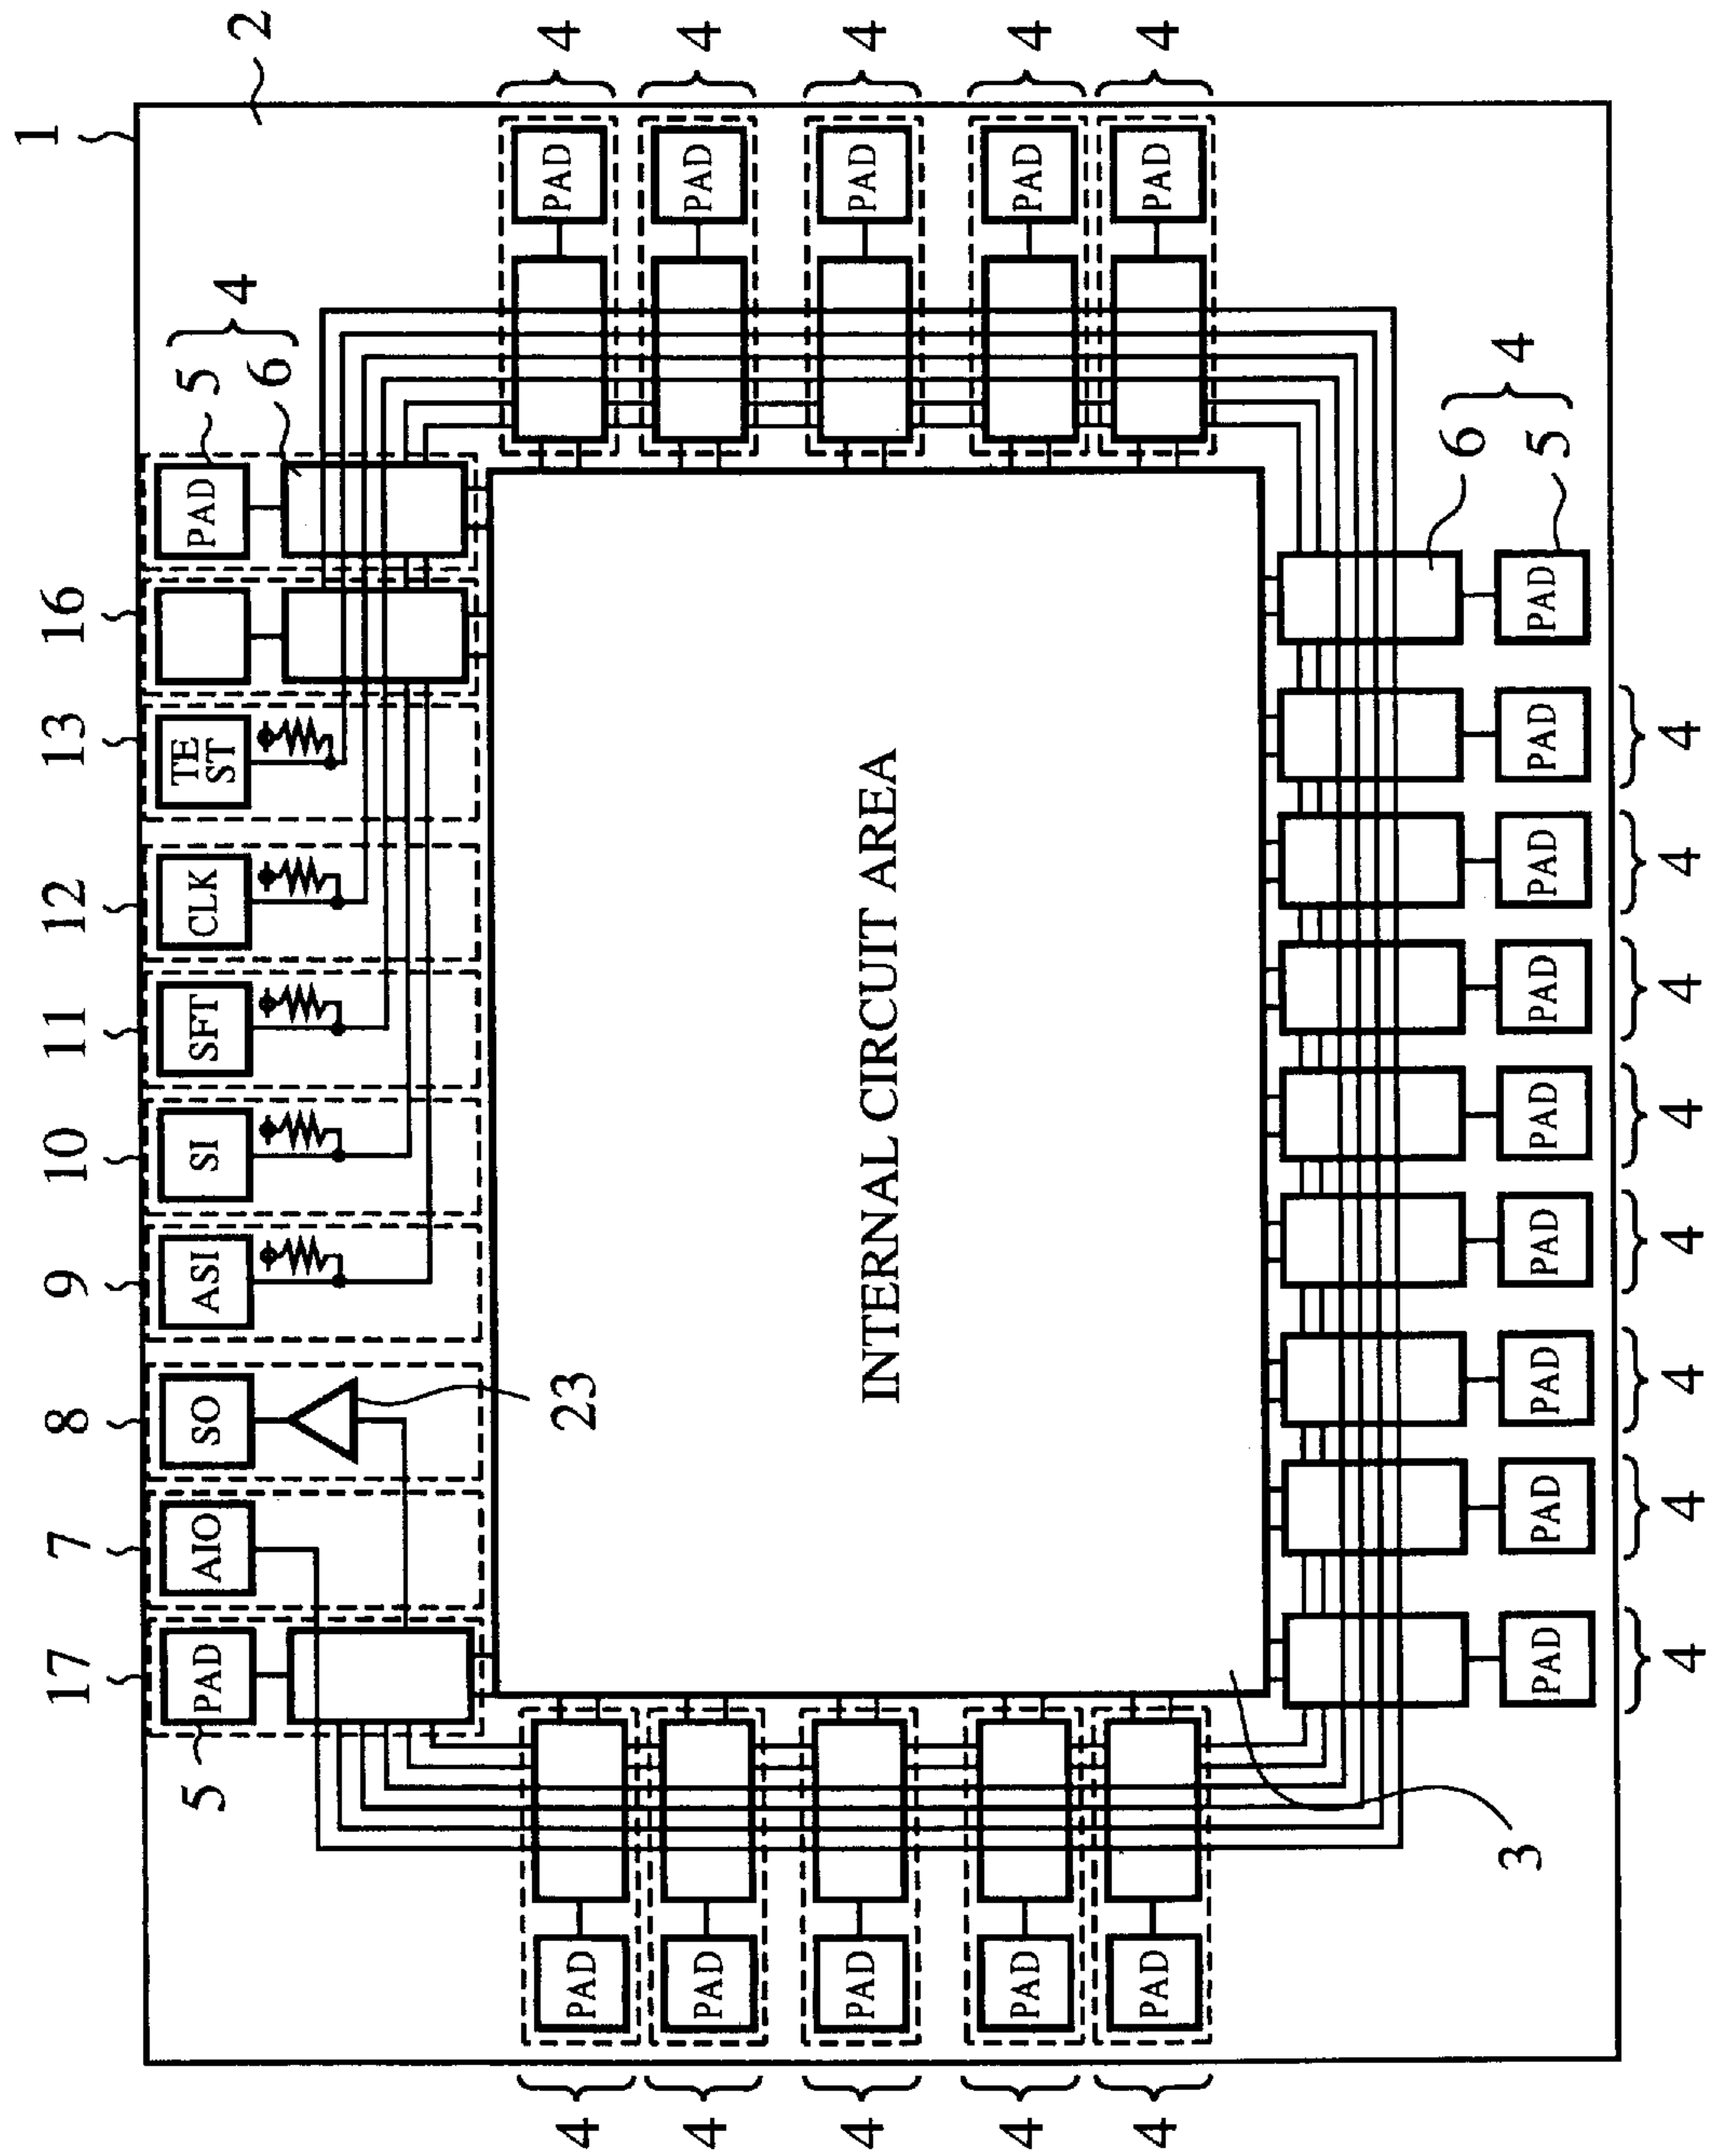 17 7 8 9 10 11 12 13 16 1
5 PAD AIO SO ASI SI SFT CLK TE PAD 5
ST
6 4 2
4 PAD 23 PAD 4
4 PAD PAD 4
4 PAD PAD 4
INTERNAL CIRCUIT AREA
4 PAD PAD 4
4 PAD PAD 4
6 4
3
PAD PAD PAD PAD PAD PAD PAD PAD PAD 5
4 4 4 4 4 4 4 4